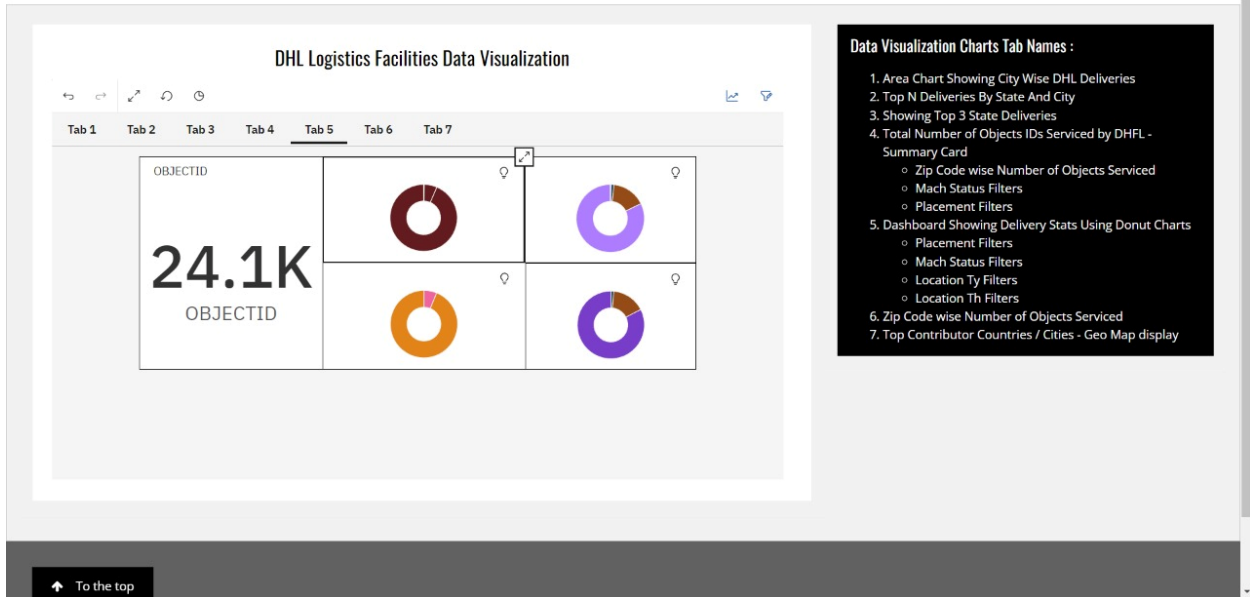 DHL Logistics Facilities Data Visualization
Tab 1 Tab 2 Tab 3 Tab 4 Tab 5 Tab 6 Tab 7
OBJECTID
24.1K
OBJECTID
Data Visualization Charts Tab Names :
1. Area Chart Showing City Wise DHL Deliveries
2. Top N Deliveries By State And City
3. Showing Top 3 State Deliveries
4. Total Number of Objects IDs Serviced by DHFL -
Summary Card
Zip Code wise Number of Objects Serviced
Mach Status Filters
Placement Filters
5. Dashboard Showing Delivery Stats Using Donut Charts
Placement Filters
Mach Status Filters
Location Ty Filters
Location Th Filters
6. Zip Code wise Number of Objects Serviced
7. Top Contributor Countries / Cities - Geo Map display
To the top